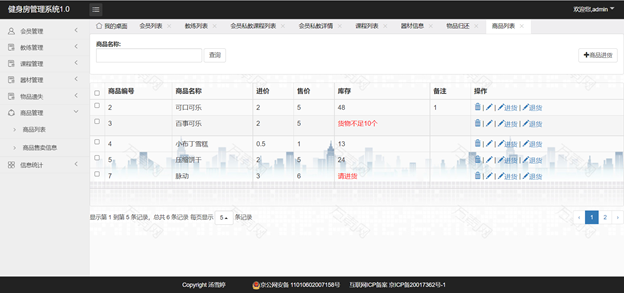 健身房管理系统1.0
欢迎您,admin
会员管理
教练管理
课程管理
器材管理
物品遗失
商品管理
商品列表
商品售卖信息
信息统计
我的桌面 会员列表 教练列表 会员私教课程列表 会员私教详情 课程列表 器材信息 物品归还 商品列表
商品名称:
查询
商品进货
商品编号 商品名称 进价 售价 库存 备注 操作
2 可口可乐 2 5 48 1 | | 进货 | 退货
3 百事可乐 2 5 货物不足10个 | | 进货 | 退货
4 小布丁雪糕 0.5 1 13 | | 进货 | 退货
5 压缩饼干 2 5 24 | | 进货 | 退货
7 脉动 3 6 请进货 | | 进货 | 退货
显示第 1 到第 5 条记录，总共 6 条记录 每页显示 5 条记录
‹ 1 2 ›
Copyright 汤雪婷 京公网安备 11010602007158号 互联网ICP备案 京ICP备20017362号-1